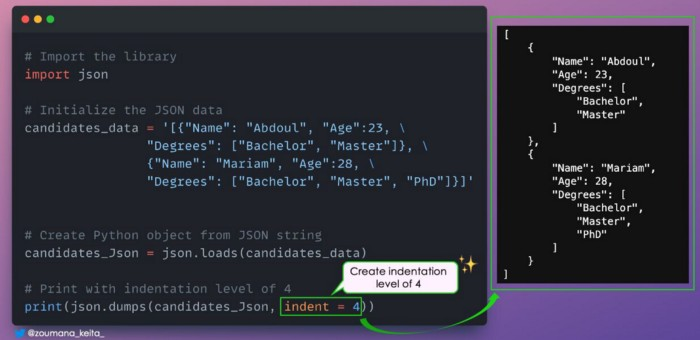 # Import the library
import json
# Initialize the JSON data
candidates_data = '[{"Name": "Abdoul", "Age":23, \
"Degrees": ["Bachelor", "Master"]}, \
{"Name": "Mariam", "Age":28, \
"Degrees": ["Bachelor", "Master", "PhD"]}]'
# Create Python object from JSON string
candidates_Json = json.loads(candidates_data)
# Print with indentation level of 4
print(json.dumps(candidates_Json, indent = 4))
Create indentation
level of 4
@zoumana_keita_
[
{
"Name": "Abdoul",
"Age": 23,
"Degrees": [
"Bachelor",
"Master"
]
},
{
"Name": "Mariam",
"Age": 28,
"Degrees": [
"Bachelor",
"Master",
"PhD"
]
}
]